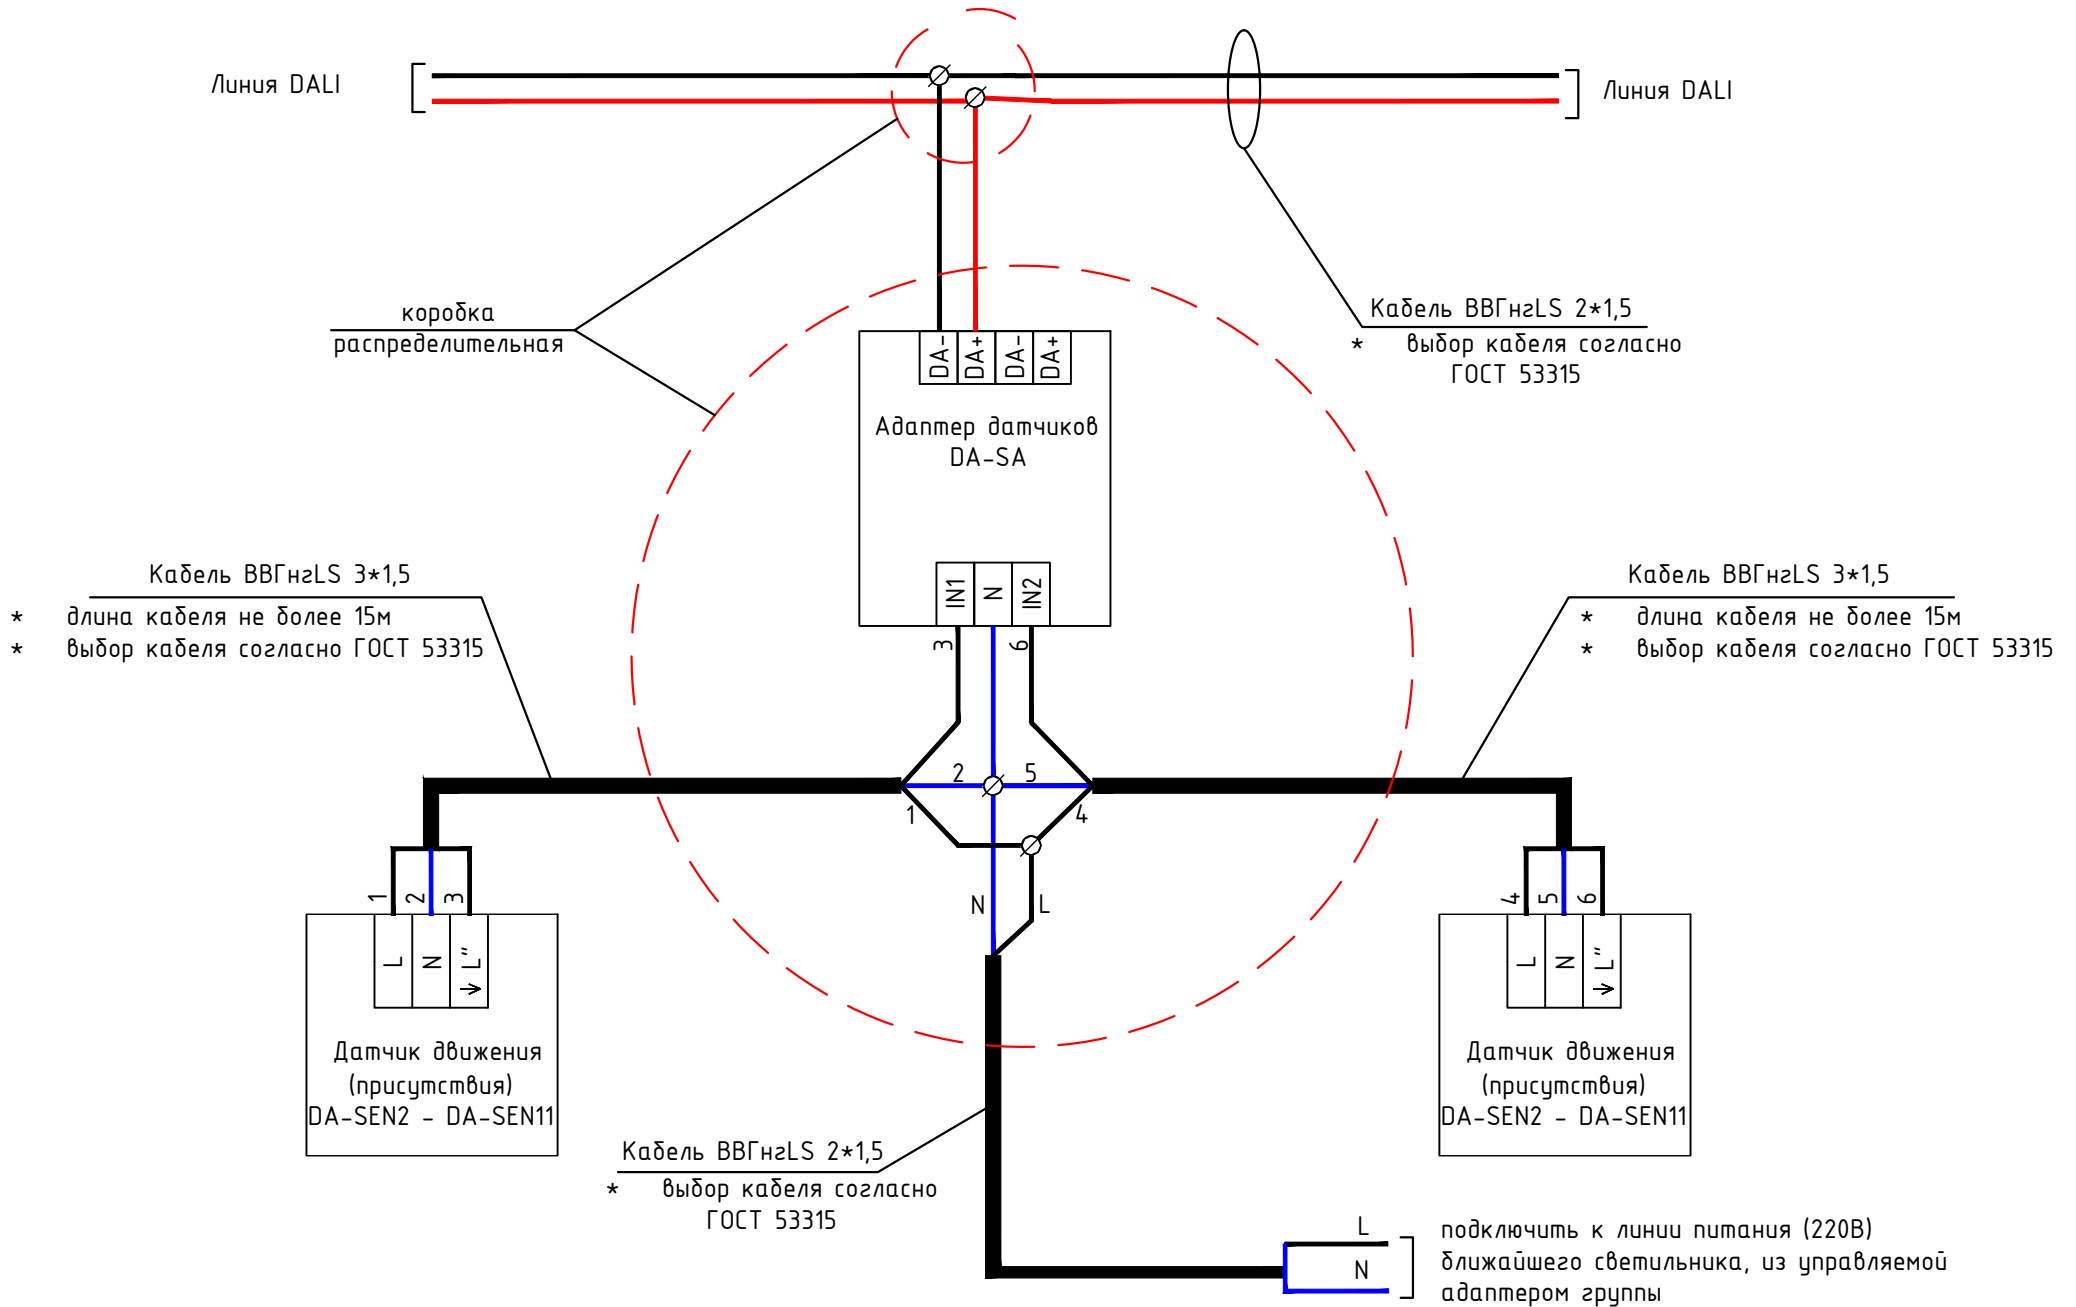 Линия DALI
Линия DALI
коробка
распределительная
Кабель ВВГнгLS 2*1,5
* выбор кабеля согласно
ГОСТ 53315
DA-
DA+
DA-
DA+
Адаптер датчиков
DA-SA
IN1
N
IN2
Кабель ВВГнгLS 3*1,5
* длина кабеля не более 15м
* выбор кабеля согласно ГОСТ 53315
Кабель ВВГнгLS 3*1,5
* длина кабеля не более 15м
* выбор кабеля согласно ГОСТ 53315
3
6
2
5
1
4
N
L
1
2
3
L
N
L"
Датчик движения
(присутствия)
DA-SEN2 - DA-SEN11
4
5
6
L
N
L"
Датчик движения
(присутствия)
DA-SEN2 - DA-SEN11
Кабель ВВГнгLS 2*1,5
* выбор кабеля согласно
ГОСТ 53315
L
N
подключить к линии питания (220В)
ближайшего светильника, из управляемой
адаптером группы